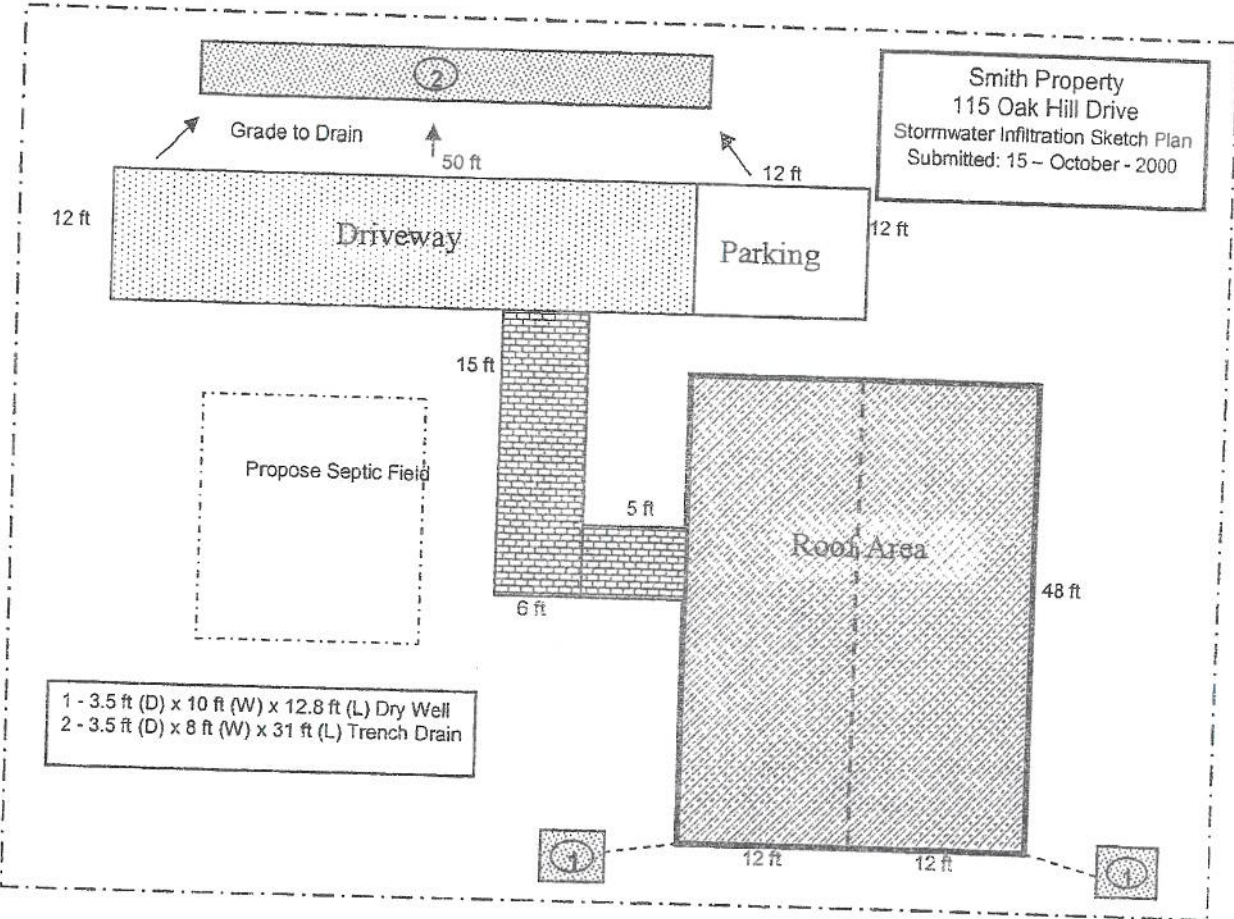 Smith Property
115 Oak Hill Drive
Stormwater Infiltration Sketch Plan
Submitted: 15 – October - 2000
2
Grade to Drain
50 ft
12 ft
12 ft
Driveway
Parking
12 ft
15 ft
Propose Septic Field
5 ft
Roof Area
48 ft
6 ft
1 - 3.5 ft (D) x 10 ft (W) x 12.8 ft (L) Dry Well
2 - 3.5 ft (D) x 8 ft (W) x 31 ft (L) Trench Drain
1
12 ft
12 ft
1